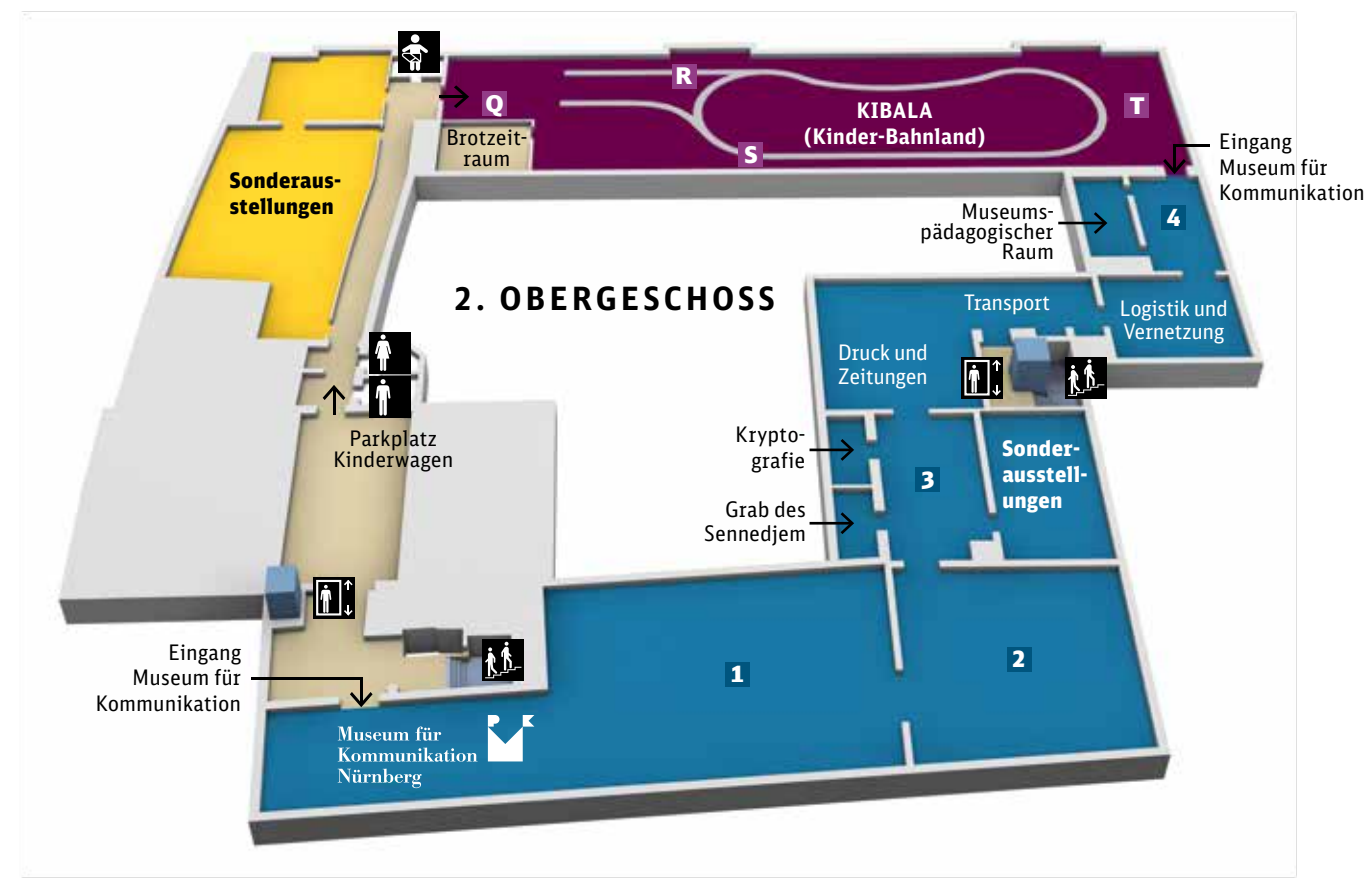 R
Q
KIBALA
(Kinder-Bahnland)
T
S
Brotzeit-
raum
Eingang
Museum für
Kommunikation
Sonderaus-
stellungen
Museums-
pädagogischer
Raum
4
2. OBERGESCHOSS
Transport
Logistik und
Vernetzung
Druck und
Zeitungen
Parkplatz
Kinderwagen
Krypto-
grafie
3
Sonder-
ausstell-
ungen
Grab des
Sennedjem
Eingang
Museum für
Kommunikation
1
2
Museum für
Kommunikation
Nürnberg
P K